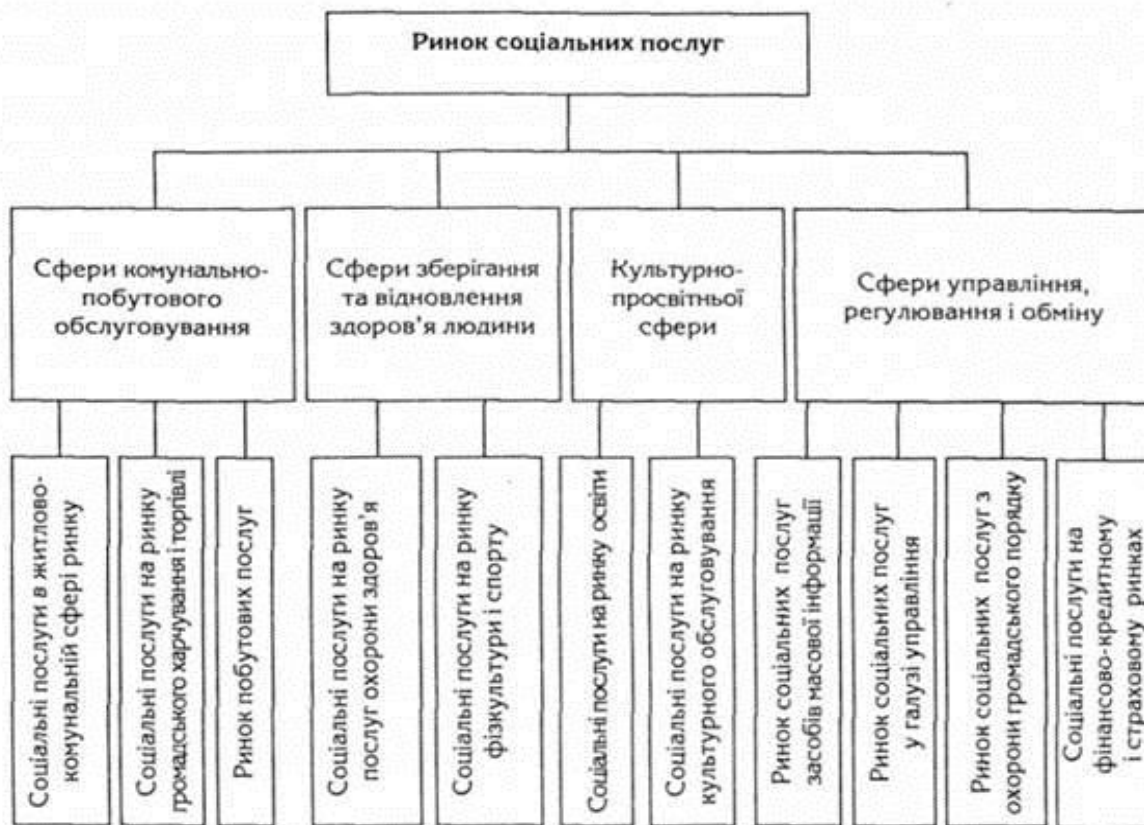 Ринок соціальних послуг
Сфери комунально-
побутового
обслуговування
Сфери зберігання
та відновлення
здоров'я людини
Культурно-
просвітньої
сфери
Сфери управління,
регулювання і обміну
Соціальні послуги в житлово-
комунальній сфері ринку
Соціальні послуги на ринку
громадського харчування і торгівлі
Ринок побутових послуг
Соціальні послуги на ринку
послуг охорони здоров'я
Соціальні послуги на ринку
фізкультури і спорту
Соціальні послуги на ринку освіти
Соціальні послуги на ринку
культурного обслуговування
Ринок соціальних послуг
засобів масової інформації
Ринок соціальних послуг
у галузі управління
Ринок соціальних послуг з
охорони громадського порядку
Соціальні послуги на
фінансово-кредитному
і страховому ринках